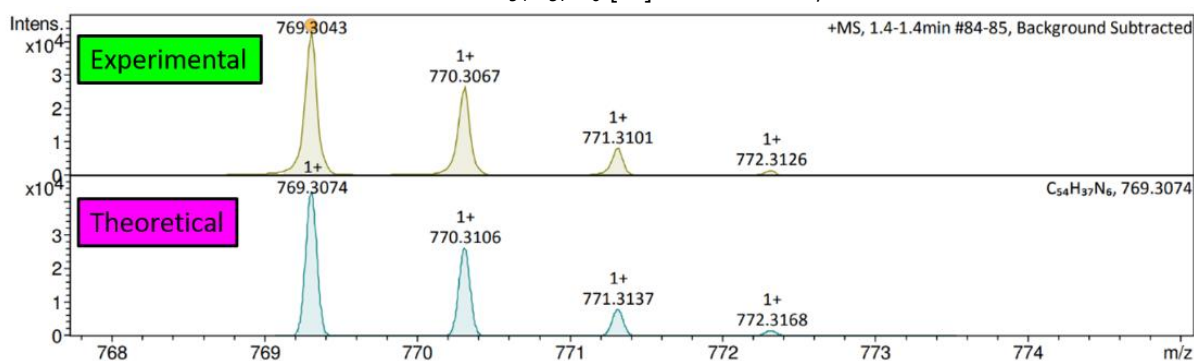 Intens.
x10⁴
769.3043
+MS, 1.4-1.4min #84-85, Background Subtracted
Experimental
3
2
1
0
1+
770.3067
1+
771.3101
1+
772.3126
x10⁴
1+
769.3074
C₅₄H₃₇N₆, 769.3074
Theoretical
3
2
1
0
1+
770.3106
1+
771.3137
1+
772.3168
768 769 770 771 772 773 774 m/z